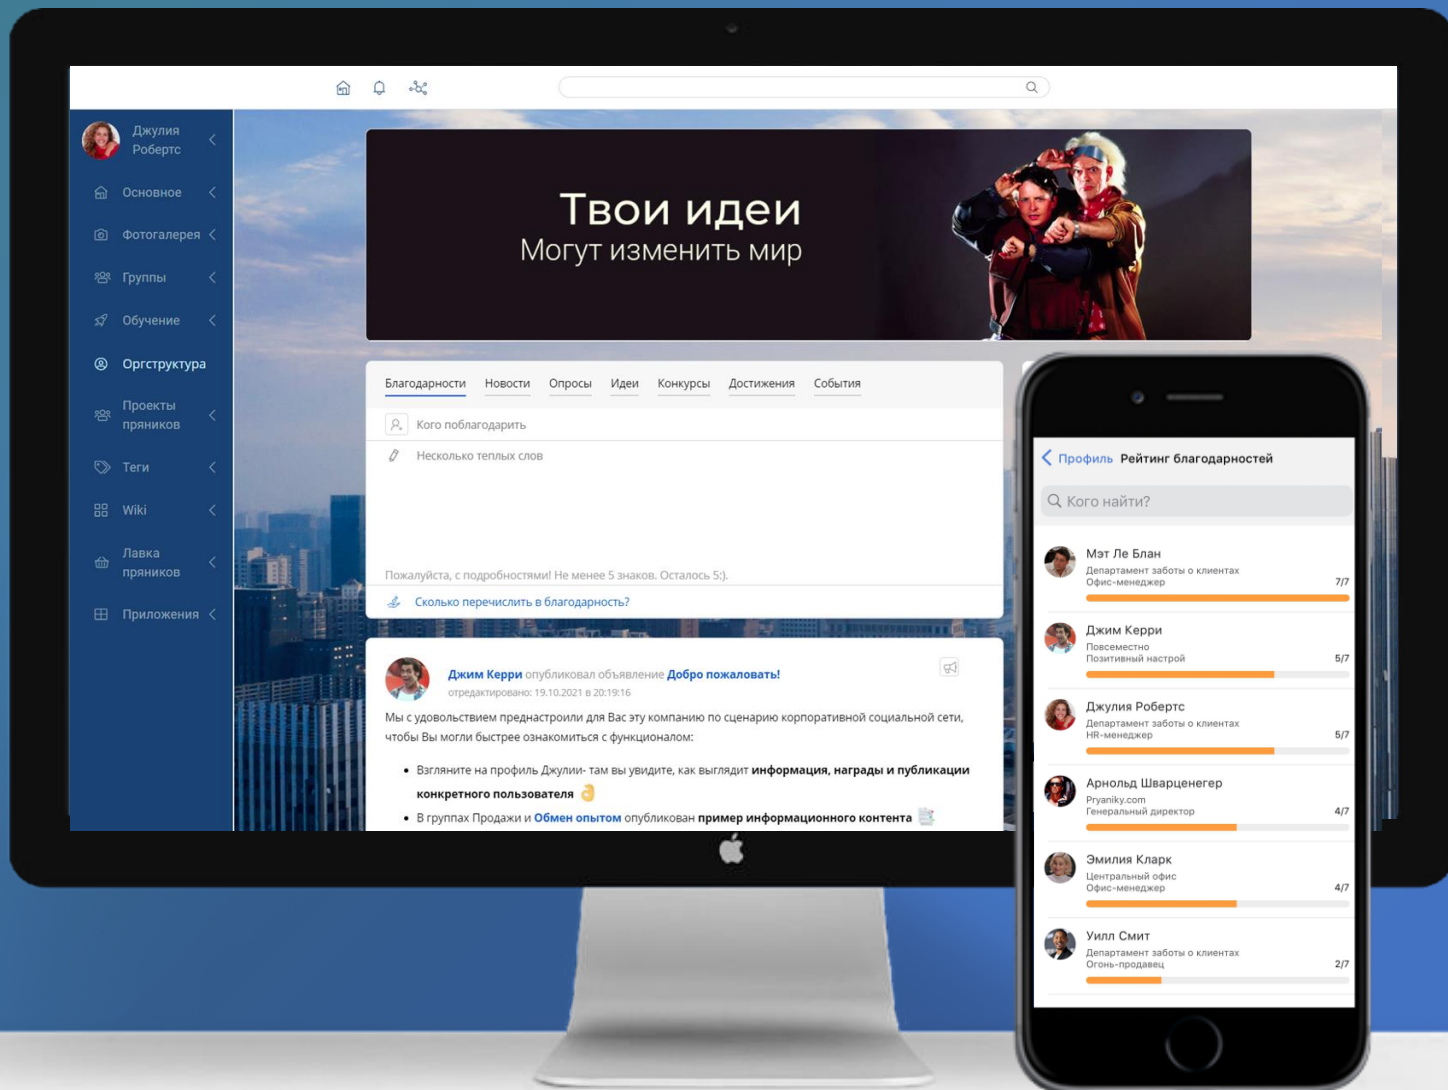 Джулия
Робертс
Основное
Фотогалерея
Группы
Обучение
Оргструктура
Проекты
пряников
Теги
Wiki
Лавка
пряников
Приложения
Твои идеи
Могут изменить мир
Благодарности Новости Опросы Идеи Конкурсы Достижения События
Кого поблагодарить
Несколько теплых слов
Пожалуйста, с подробностями! Не менее 5 знаков. Осталось 5:).
Сколько перечислить в благодарность?
Джим Керри опубликовал объявление Добро пожаловать!
отредактировано: 19.10.2021 в 20:19:16
Мы с удовольствием преднастроили для Вас эту компанию по сценарию корпоративной социальной сети,
чтобы Вы могли быстрее ознакомиться с функционалом:
• Взгляните на профиль Джулии- там вы увидите, как выглядит информация, награды и публикации
конкретного пользователя 👌
• В группах Продажи и Обмен опытом опубликован пример информационного контента 📑
Профиль Рейтинг благодарностей
Кого найти?
Мэт Ле Блан
Департамент заботы о клиентах
Офис-менеджер 7/7
Джим Керри
Повсеместно
Позитивный настрой 5/7
Джулия Робертс
Департамент заботы о клиентах
HR-менеджер 5/7
Арнольд Шварценегер
Pryaniky.com
Генеральный директор 4/7
Эмилия Кларк
Центральный офис
Офис-менеджер 4/7
Уилл Смит
Департамент заботы о клиентах
Огонь-продавец 2/7